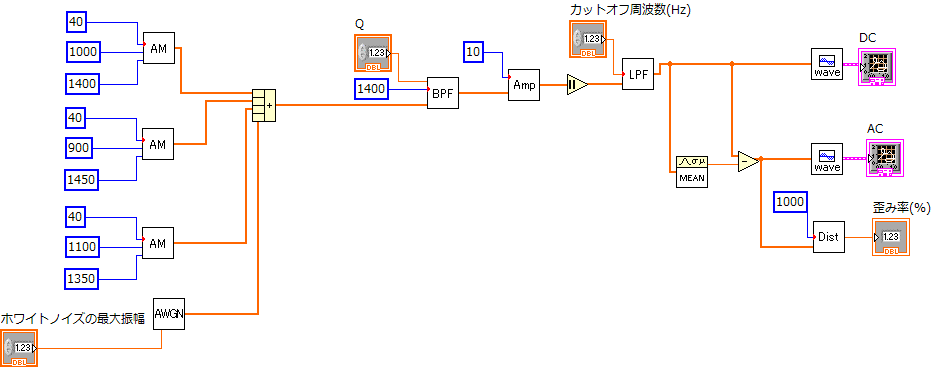 カットオフ周波数(Hz)
40
Q
DC
1000
AM
1.23
DBL
10
1.23
DBL
LPF
wave
1400
1400
BPF
Amp
+
40
AC
900
AM
wave
1450
σμ
MEAN
-
40
1000
歪み率(%)
1100
AM
Dist
1.23
DBL
1350
ホワイトノイズの最大振幅
AWGN
1.23
DBL